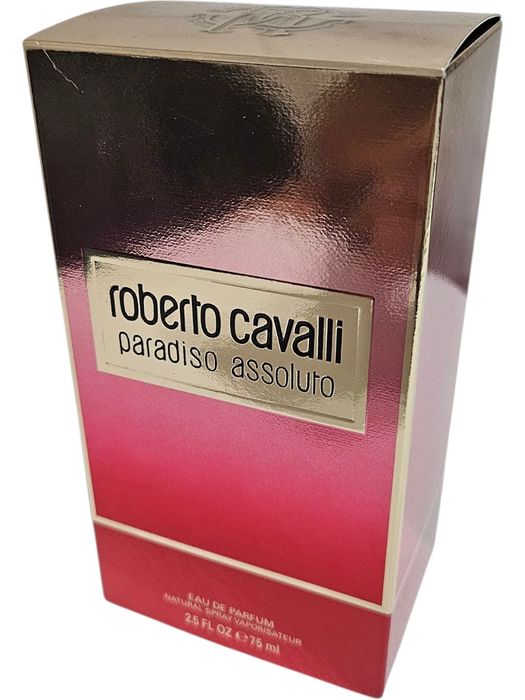 roberto cavalli
paradiso assoluto
EAU DE PARFUM
NATURAL SPRAY VAPORISATEUR
2.5 FL OZ ℮ 75 ml